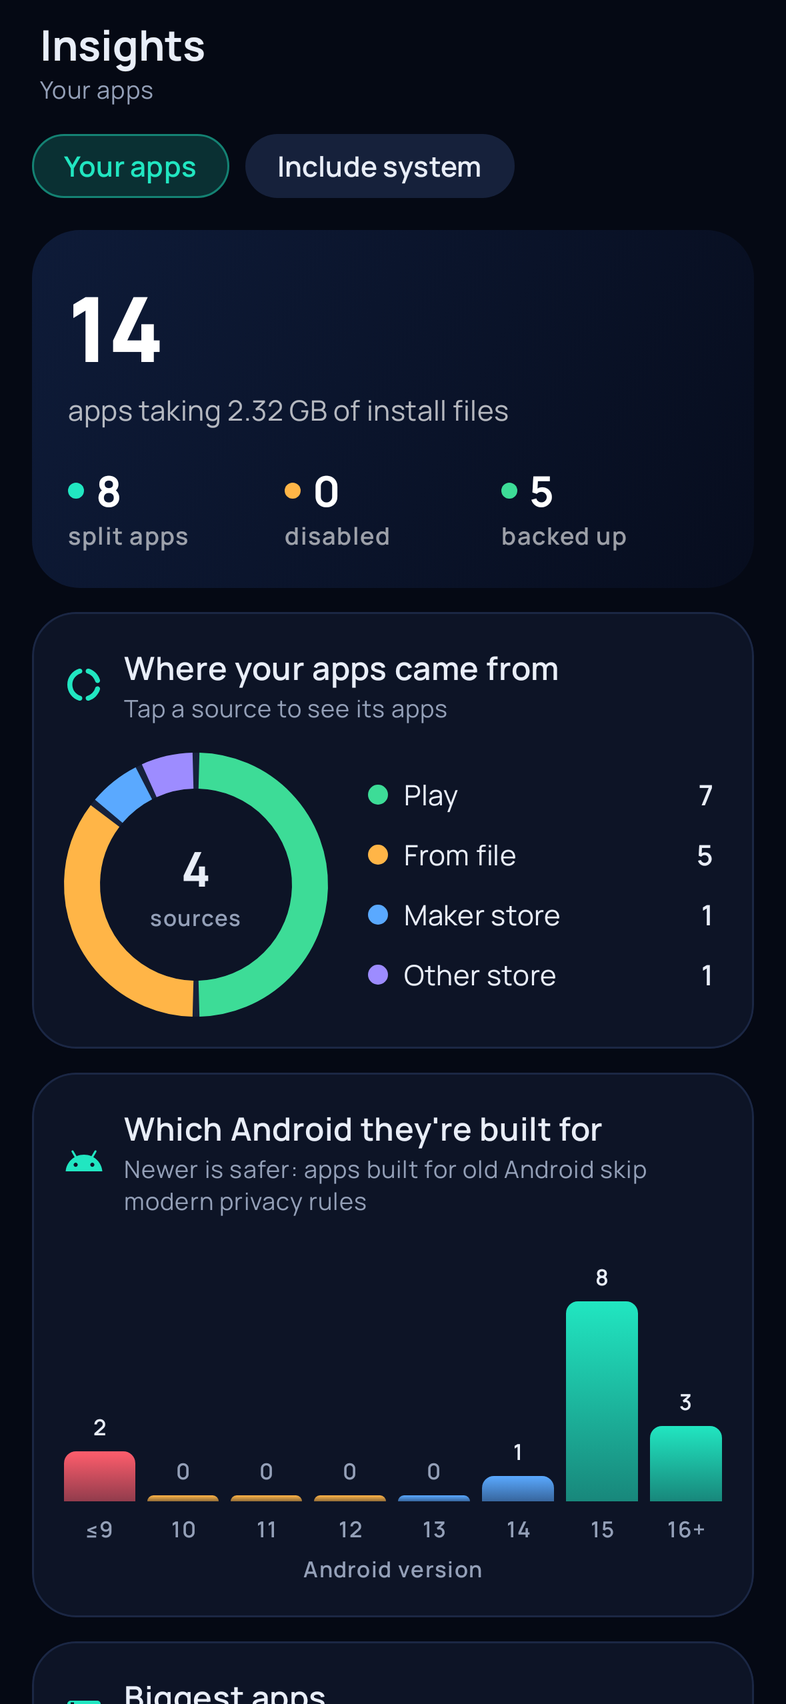 Insights
Your apps
Your apps
Include system
14
apps taking 2.32 GB of install files
8
split apps
0
disabled
5
backed up
Where your apps came from
Tap a source to see its apps
4
sources
Play 7
From file 5
Maker store 1
Other store 1
Which Android they're built for
Newer is safer: apps built for old Android skip
modern privacy rules
2 0 0 0 0 1 8 3
≤9 10 11 12 13 14 15 16+
Android version
Biggest apps